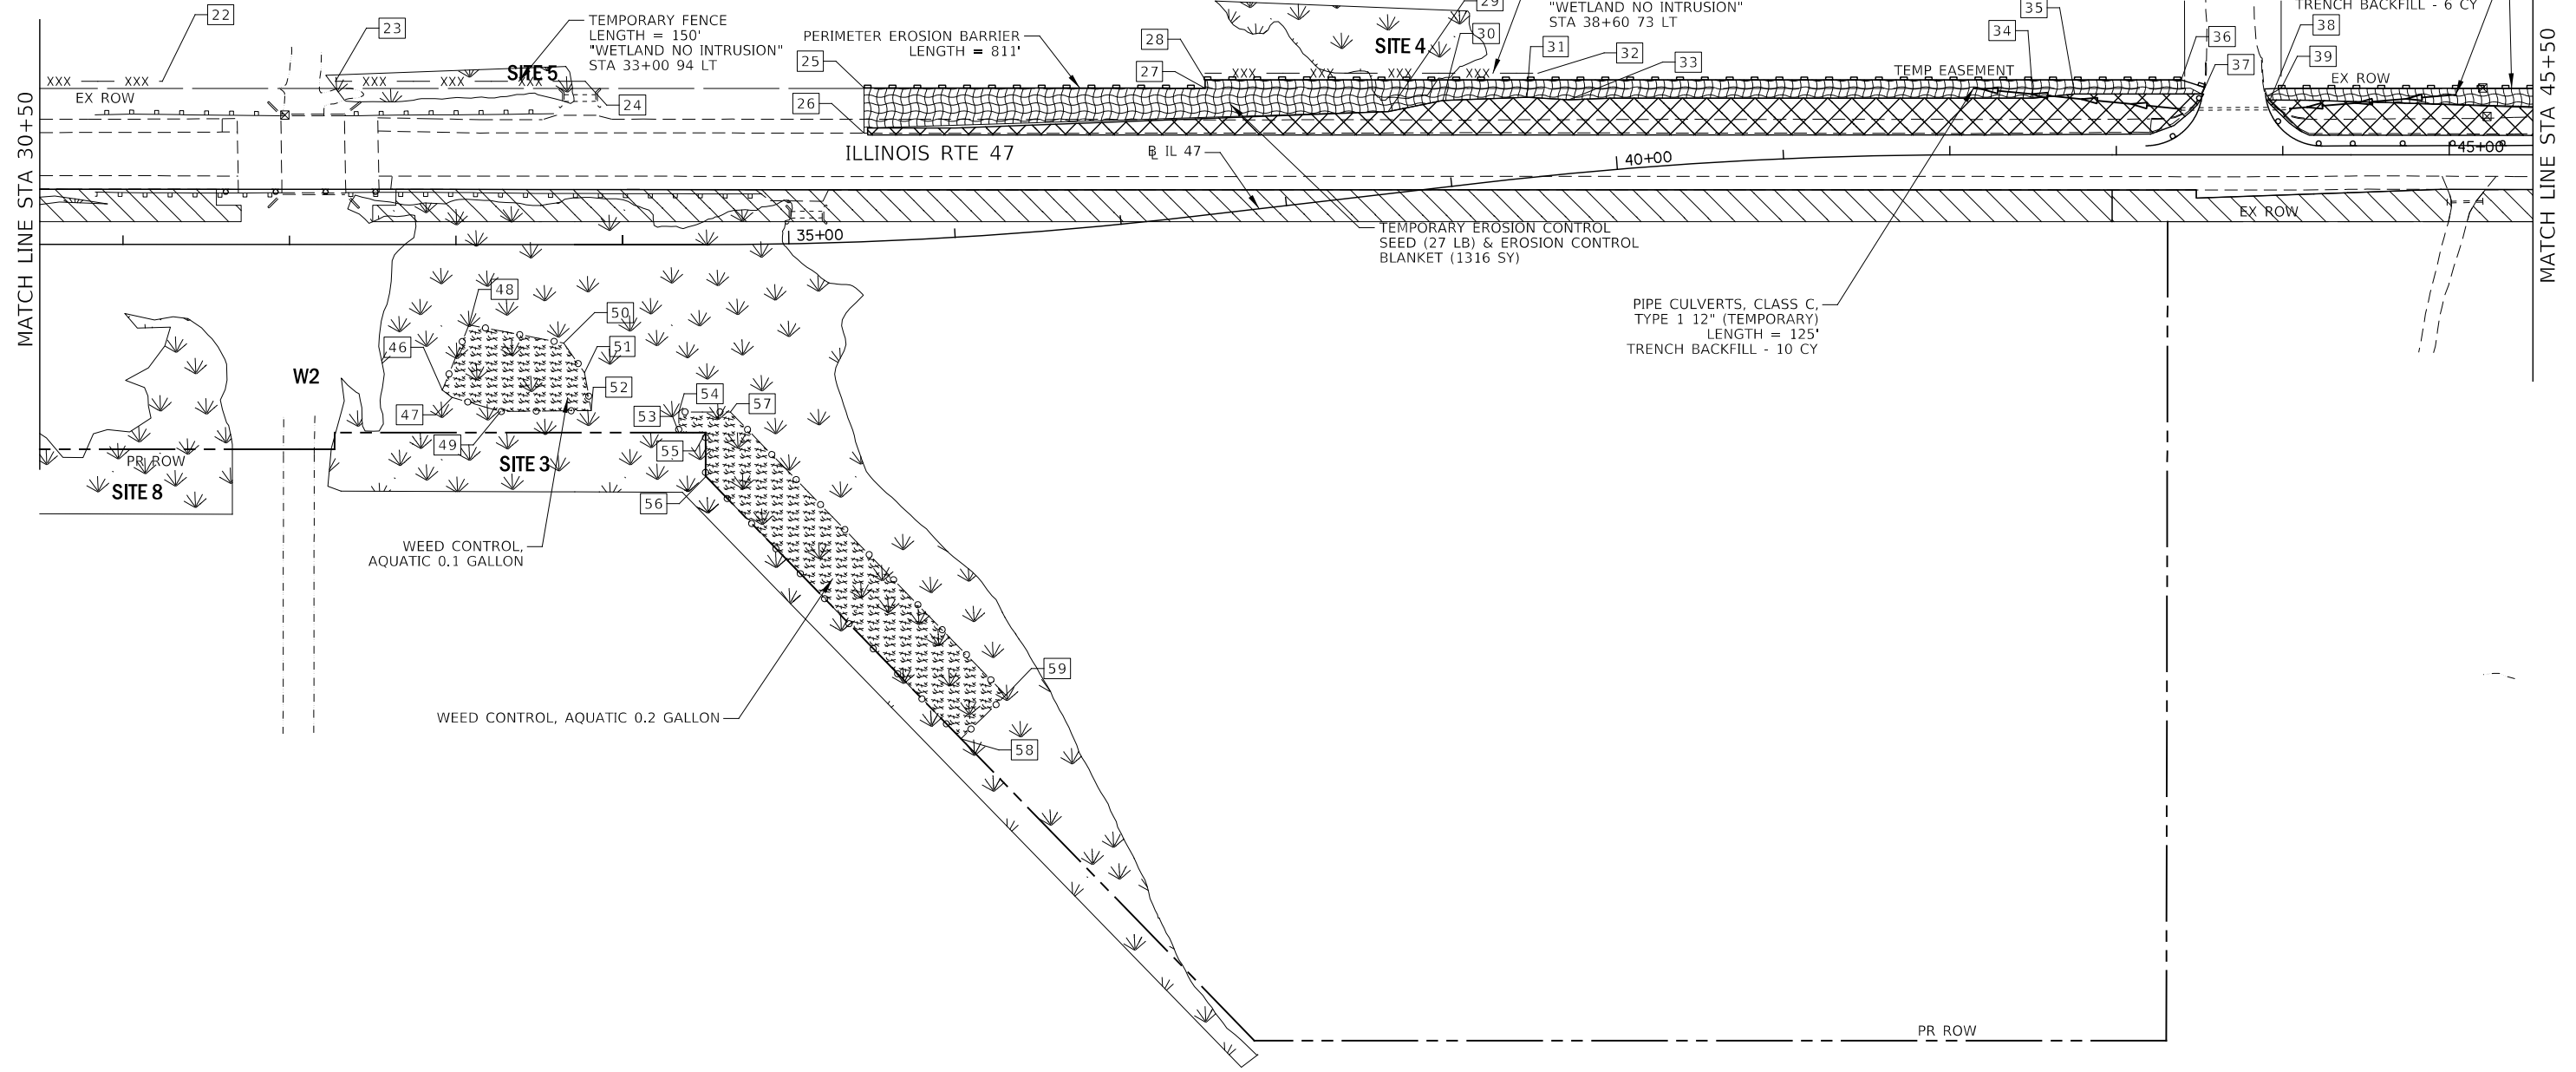 22
23
TEMPORARY FENCE
LENGTH = 150'
"WETLAND NO INTRUSION"
STA 33+00 94 LT
PERIMETER EROSION BARRIER
LENGTH = 811'
"WETLAND NO INTRUSION"
STA 38+60 73 LT
TRENCH BACKFILL - 6 CY
SITE 5
SITE 4
XXX
XXX
XXX
XXX
XXX
XXX
XXX
XXX
XXX
EX ROW
24
25
26
27
28
29
30
31
32
33
34
35
36
37
38
39
TEMP EASEMENT
EX ROW
MATCH LINE STA 30+50
MATCH LINE STA 45+50
ILLINOIS RTE 47
B IL 47
40+00
45+00
35+00
EX ROW
TEMPORARY EROSION CONTROL
SEED (27 LB) & EROSION CONTROL
BLANKET (1316 SY)
PIPE CULVERTS, CLASS C,
TYPE 1 12" (TEMPORARY)
LENGTH = 125'
TRENCH BACKFILL - 10 CY
48
50
46
51
52
47
49
54
53
57
55
56
W2
PR ROW
SITE 8
SITE 3
WEED CONTROL,
AQUATIC 0.1 GALLON
59
58
WEED CONTROL, AQUATIC 0.2 GALLON
PR ROW